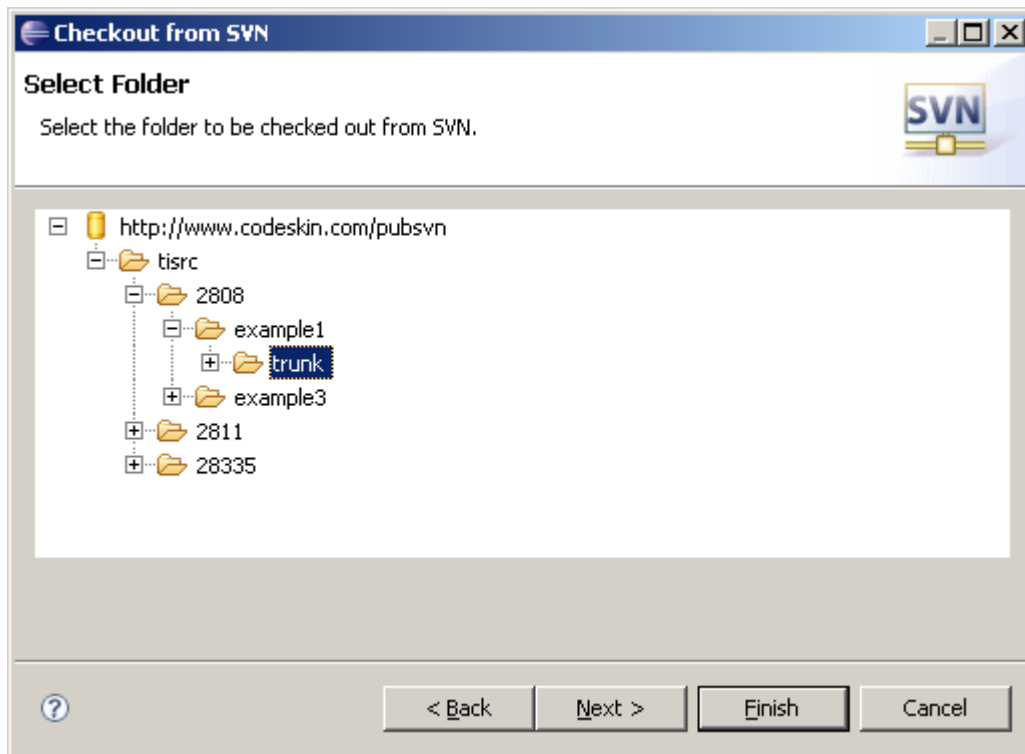 Checkout from SVN
Select Folder
Select the folder to be checked out from SVN.
SVN
http://www.codeskin.com/pubsvn
tisrc
2808
example1
trunk
example3
2811
28335
< Back Next > Finish Cancel